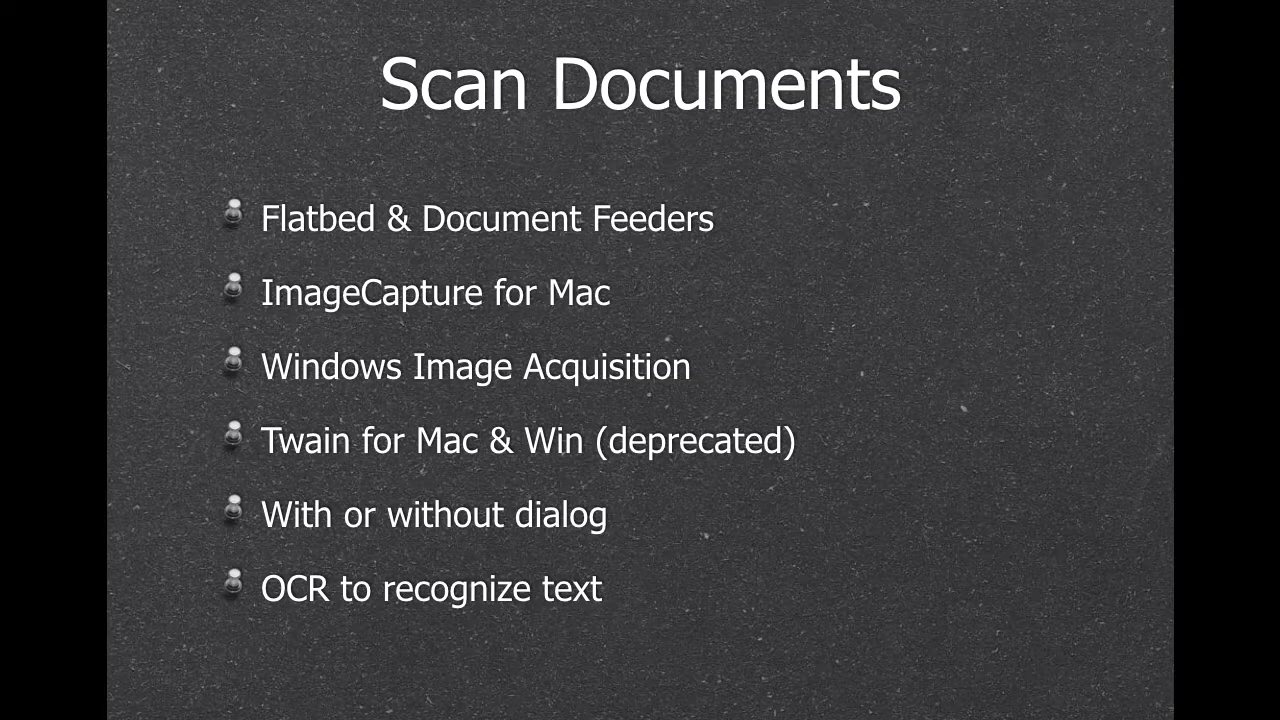 Scan Documents
Flatbed & Document Feeders
ImageCapture for Mac
Windows Image Acquisition
Twain for Mac & Win (deprecated)
With or without dialog
OCR to recognize text